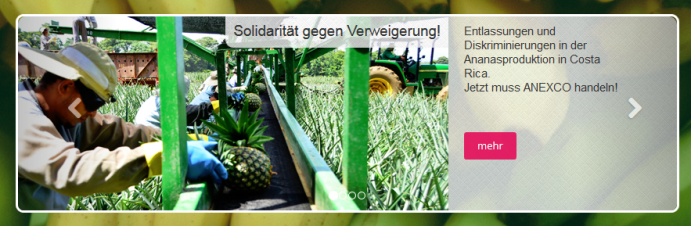 Solidarität gegen Verweigerung!
Entlassungen und
Diskriminierungen in der
Ananasproduktion in Costa
Rica.
Jetzt muss ANEXCO handeln!
mehr